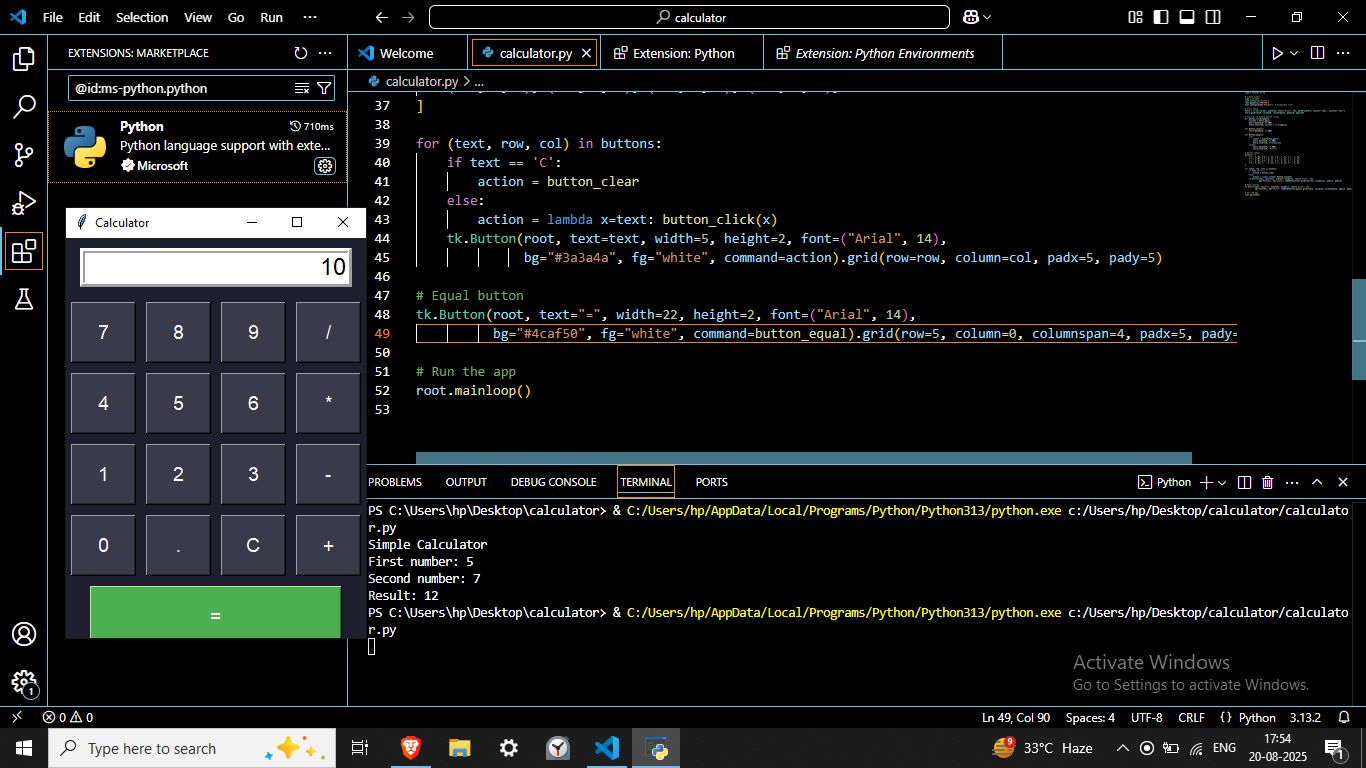 File Edit Selection View Go Run ···
calculator
EXTENSIONS: MARKETPLACE
@id:ms-python.python
Python 710ms
Python language support with exte...
Microsoft
Welcome
calculator.py
Extension: Python
Extension: Python Environments
calculator.py > ...
37 ]
38
39 for (text, row, col) in buttons:
40 if text == 'C':
41 action = button_clear
42 else:
43 action = lambda x=text: button_click(x)
44 tk.Button(root, text=text, width=5, height=2, font=("Arial", 14),
45 bg="#3a3a4a", fg="white", command=action).grid(row=row, column=col, padx=5, pady=5)
46
47 # Equal button
48 tk.Button(root, text="=", width=22, height=2, font=("Arial", 14),
49 bg="#4caf50", fg="white", command=button_equal).grid(row=5, column=0, columnspan=4, padx=5, pady=
50
51 # Run the app
52 root.mainloop()
53
Calculator
10
7 8 9 /
4 5 6 *
1 2 3 -
0 . C +
=
PROBLEMS OUTPUT DEBUG CONSOLE TERMINAL PORTS
Python
PS C:\Users\hp\Desktop\calculator> & C:/Users/hp/AppData/Local/Programs/Python/Python313/python.exe c:/Users/hp/Desktop/calculator/calculato
r.py
Simple Calculator
First number: 5
Second number: 7
Result: 12
PS C:\Users\hp\Desktop\calculator> & C:/Users/hp/AppData/Local/Programs/Python/Python313/python.exe c:/Users/hp/Desktop/calculator/calculato
r.py
Activate Windows
Go to Settings to activate Windows.
1
0 0
Ln 49, Col 90 Spaces: 4 UTF-8 CRLF {} Python 3.13.2
Type here to search
9
33°C Haze
ENG
17:54
20-08-2025
1